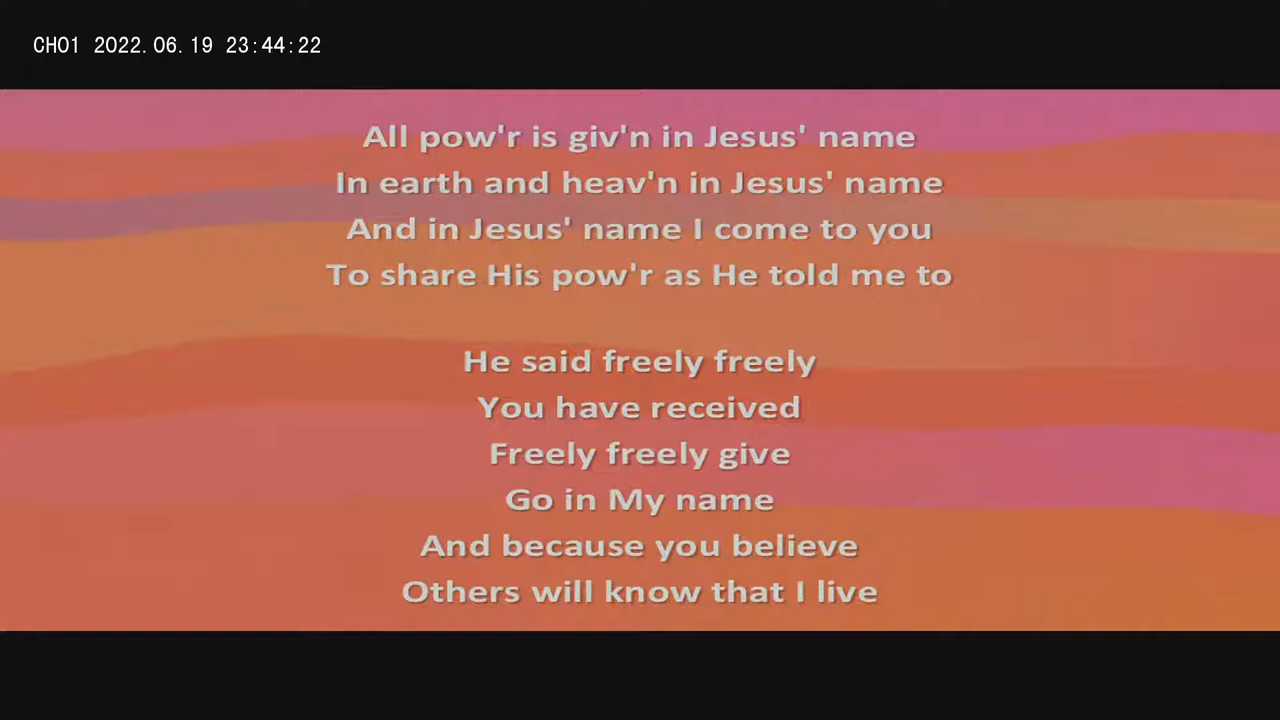 CH01 2022.06.19 23:44:22
All pow'r is giv'n in Jesus' name
In earth and heav'n in Jesus' name
And in Jesus' name I come to you
To share His pow'r as He told me to
He said freely freely
You have received
Freely freely give
Go in My name
And because you believe
Others will know that I live